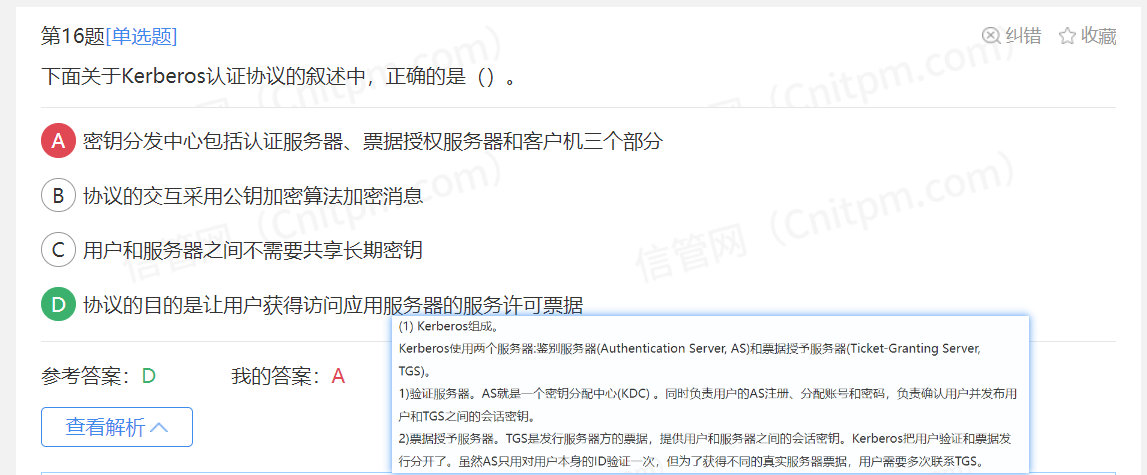 第16题[单选题] 纠错 收藏
下面关于Kerberos认证协议的叙述中，正确的是（）。
A 密钥分发中心包括认证服务器、票据授权服务器和客户机三个部分
B 协议的交互采用公钥加密算法加密消息
C 用户和服务器之间不需要共享长期密钥
D 协议的目的是让用户获得访问应用服务器的服务许可票据
参考答案：D 我的答案：A
查看解析
(1) Kerberos组成。
Kerberos使用两个服务器:鉴别服务器(Authentication Server, AS)和票据授予服务器(Ticket-Granting Server,
TGS)。
1)验证服务器。AS就是一个密钥分配中心(KDC) 。同时负责用户的AS注册、分配账号和密码，负责确认用户并发布用
户和TGS之间的会话密钥。
2)票据授予服务器。TGS是发行服务器方的票据，提供用户和服务器之间的会话密钥。Kerberos把用户验证和票据发
行分开了。虽然AS只用对用户本身的ID验证一次，但为了获得不同的真实服务器票据，用户需要多次联系TGS。
信管网（Cnitpm.com）